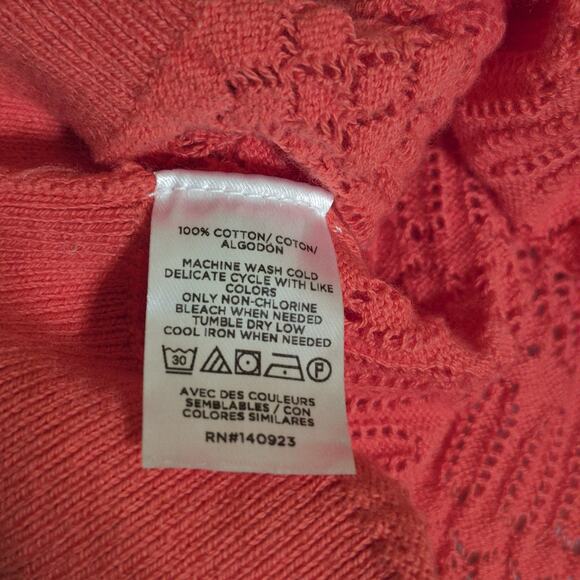 100% COTTON/ COTON/
ALGODON
MACHINE WASH COLD
DELICATE CYCLE WITH LIKE
COLORS
ONLY NON-CHLORINE
BLEACH WHEN NEEDED
TUMBLE DRY LOW
COOL IRON WHEN NEEDED
30 P
AVEC DES COULEURS
SEMBLABLES / CON
COLORES SIMILARES
RN#140923